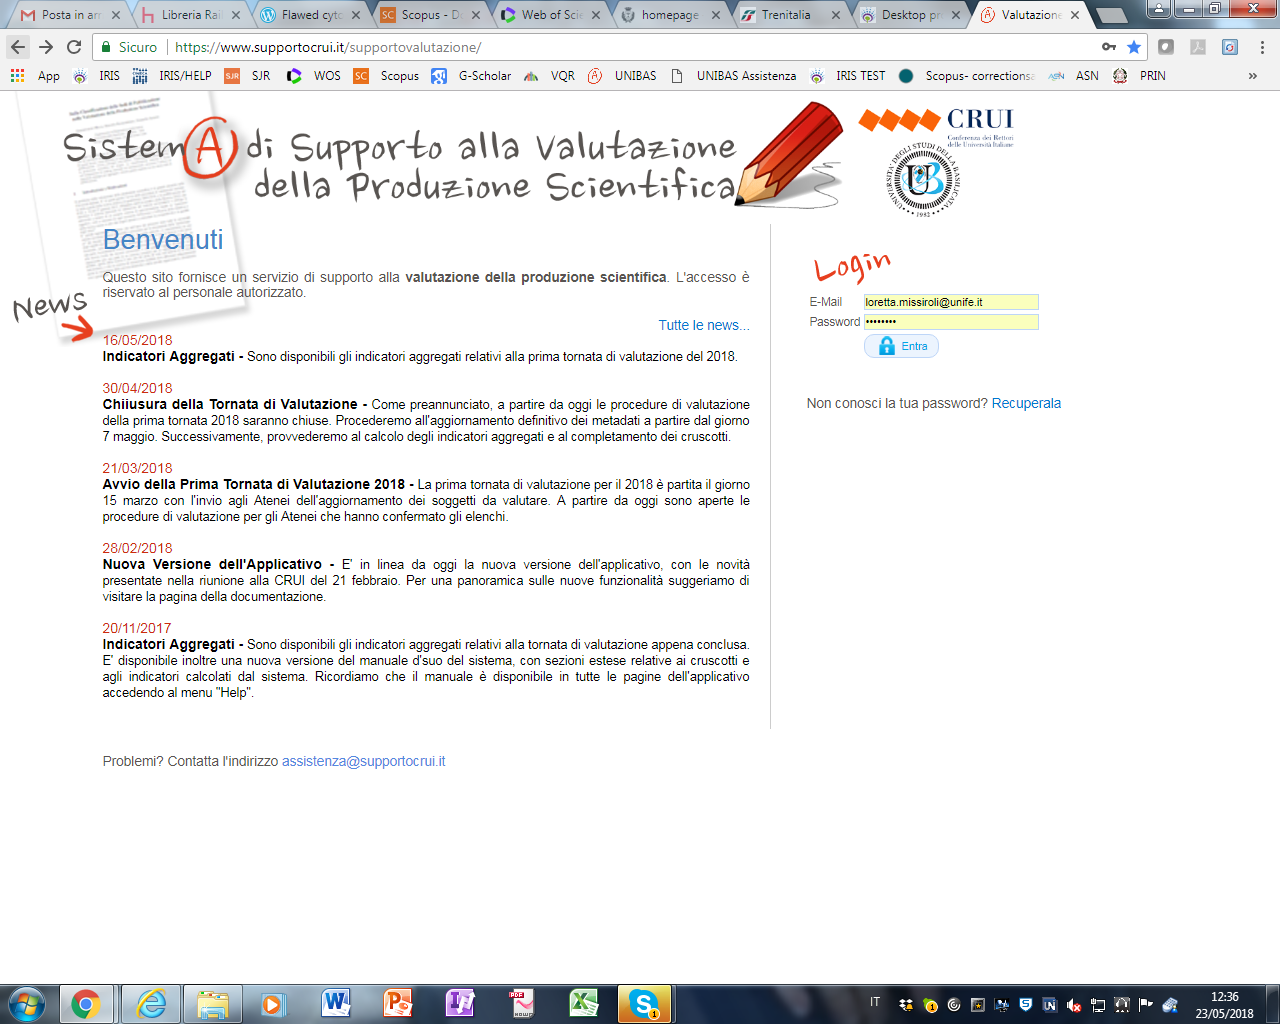 Posta in arr
Libreria Rai
Flawed cyto
Scopus - D
Web of Scie
homepage
Trenitalia
Desktop pr
Valutazione
Sicuro
https://www.supportocrui.it/supportovalutazione/
App
IRIS
IRIS/HELP
SJR
SJR
WOS
SC
Scopus
G-Scholar
VQR
UNIBAS
UNIBAS Assistenza
IRIS TEST
Scopus- corrections
ASN
PRIN
»
SistemA di Supporto alla Valutazione
della Produzione Scientifica
CRUI
Conferenza dei Rettori
delle Università Italiane
UNIVERSITA' DEGLI STUDI DELLA BASILICATA
1982
Benvenuti
Questo sito fornisce un servizio di supporto alla valutazione della produzione scientifica. L'accesso è
riservato al personale autorizzato.
News
Tutte le news...
16/05/2018
Indicatori Aggregati - Sono disponibili gli indicatori aggregati relativi alla prima tornata di valutazione del 2018.
30/04/2018
Chiiusura della Tornata di Valutazione - Come preannunciato, a partire da oggi le procedure di valutazione
della prima tornata 2018 saranno chiuse. Procederemo all'aggiornamento definitivo dei metadati a partire dal giorno
7 maggio. Successivamente, provvederemo al calcolo degli indicatori aggregati e al completamento dei cruscotti.
21/03/2018
Avvio della Prima Tornata di Valutazione 2018 - La prima tornata di valutazione per il 2018 è partita il giorno
15 marzo con l'invio agli Atenei dell'aggiornamento dei soggetti da valutare. A partire da oggi sono aperte le
procedure di valutazione per gli Atenei che hanno confermato gli elenchi.
28/02/2018
Nuova Versione dell'Applicativo - E' in linea da oggi la nuova versione dell'applicativo, con le novità
presentate nella riunione alla CRUI del 21 febbraio. Per una panoramica sulle nuove funzionalità suggeriamo di
visitare la pagina della documentazione.
20/11/2017
Indicatori Aggregati - Sono disponibili gli indicatori aggregati relativi alla tornata di valutazione appena conclusa.
E' disponibile inoltre una nuova versione del manuale d'suo del sistema, con sezioni estese relative ai cruscotti e
agli indicatori calcolati dal sistema. Ricordiamo che il manuale è disponibile in tutte le pagine dell'applicativo
accedendo al menu "Help".
Login
E-Mail
loretta.missiroli@unife.it
Password
••••••••
Entra
Non conosci la tua password? Recuperala
Problemi? Contatta l'indirizzo assistenza@supportocrui.it
IT
12:36
23/05/2018